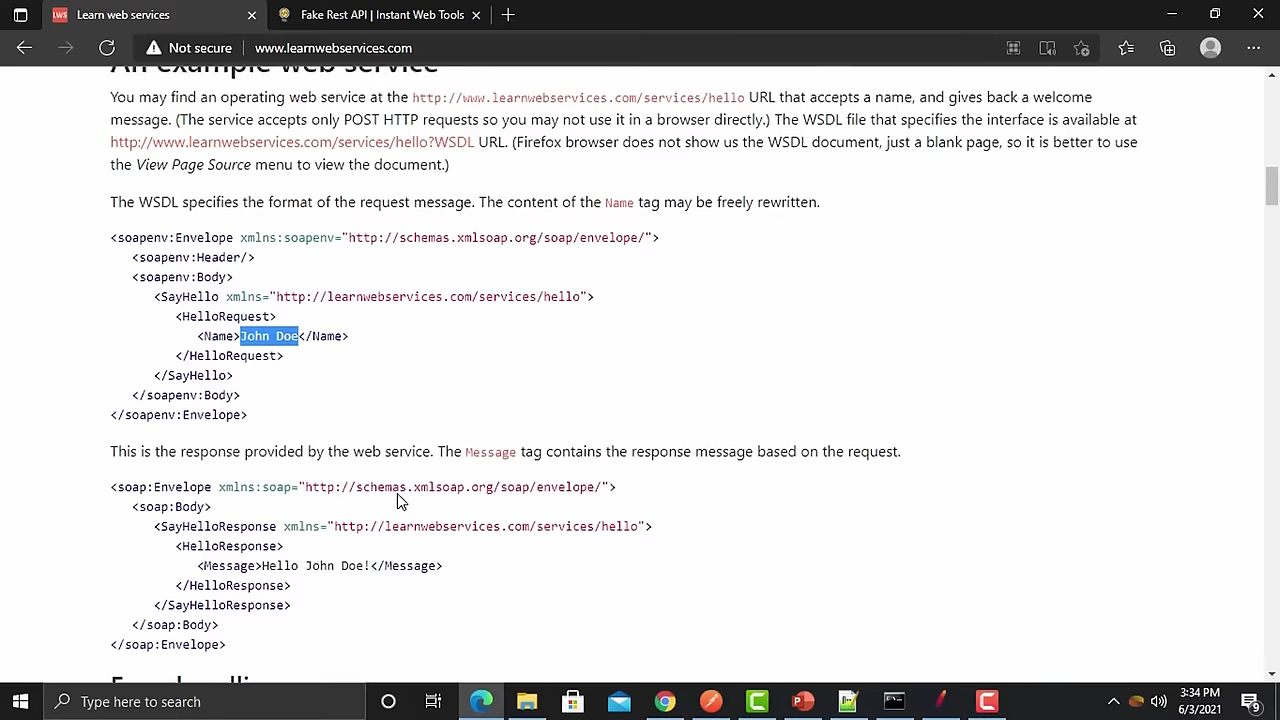 Learn web services
Fake Rest API | Instant Web Tools
Not secure
www.learnwebservices.com
An example web service
You may find an operating web service at the http://www.learnwebservices.com/services/hello URL that accepts a name, and gives back a welcome
message. (The service accepts only POST HTTP requests so you may not use it in a browser directly.) The WSDL file that specifies the interface is available at
http://www.learnwebservices.com/services/hello?WSDL URL. (Firefox browser does not show us the WSDL document, just a blank page, so it is better to use
the View Page Source menu to view the document.)
The WSDL specifies the format of the request message. The content of the Name tag may be freely rewritten.
<soapenv:Envelope xmlns:soapenv="http://schemas.xmlsoap.org/soap/envelope/">
<soapenv:Header/>
<soapenv:Body>
<SayHello xmlns="http://learnwebservices.com/services/hello">
<HelloRequest>
<Name>John Doe</Name>
</HelloRequest>
</SayHello>
</soapenv:Body>
</soapenv:Envelope>
This is the response provided by the web service. The Message tag contains the response message based on the request.
<soap:Envelope xmlns:soap="http://schemas.xmlsoap.org/soap/envelope/">
<soap:Body>
<SayHelloResponse xmlns="http://learnwebservices.com/services/hello">
<HelloResponse>
<Message>Hello John Doe!</Message>
</HelloResponse>
</SayHelloResponse>
</soap:Body>
</soap:Envelope>
Type here to search
3:34 PM
6/3/2021
9